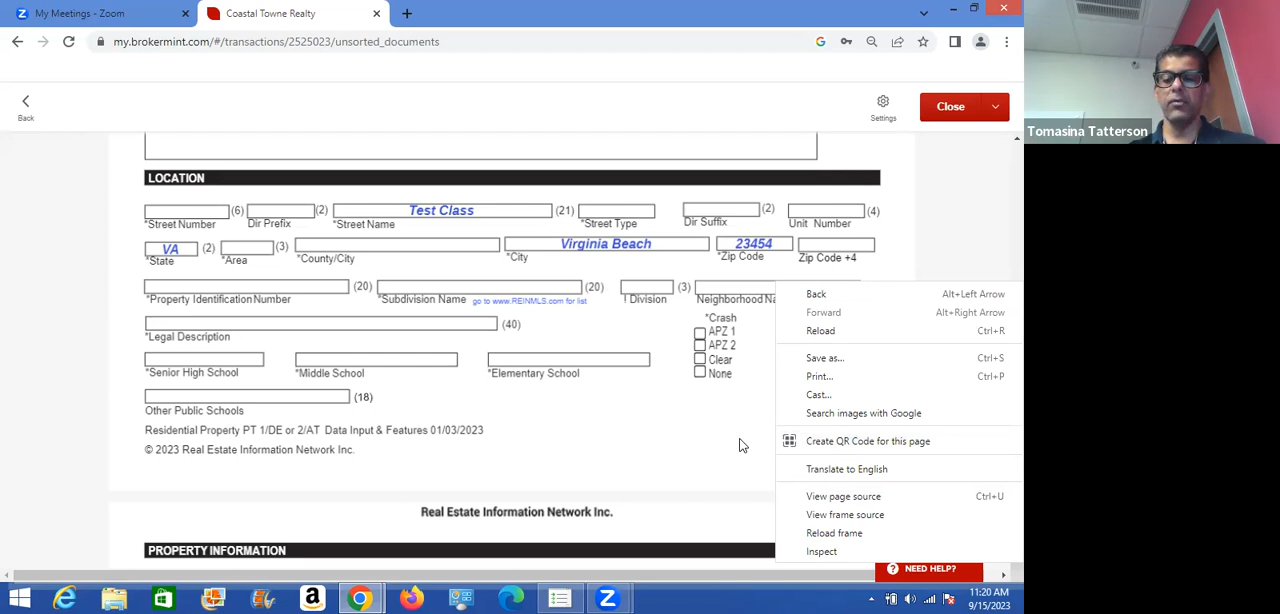 My Meetings - Zoom
Coastal Towne Realty
my.brokermint.com/#/transactions/2525023/unsorted_documents
Back
Settings
Close
Tomasina Tatterson
LOCATION
Test Class
(6) (2) (21) (2) (4)
*Street Number Dir Prefix *Street Name *Street Type Dir Suffix Unit Number
VA (2) (3) Virginia Beach 23454
*State *Area *County/City *City *Zip Code Zip Code +4
(20) (20) (3)
*Property Identification Number *Subdivision Name go to www.REINMLS.com for list ! Division Neighborhood Na
(40)
*Legal Description
*Crash
APZ 1
APZ 2
Clear
None
*Senior High School *Middle School *Elementary School
(18)
Other Public Schools
Residential Property PT 1/DE or 2/AT Data Input & Features 01/03/2023
© 2023 Real Estate Information Network Inc.
Real Estate Information Network Inc.
PROPERTY INFORMATION
Back Alt+Left Arrow
Forward Alt+Right Arrow
Reload Ctrl+R
Save as... Ctrl+S
Print... Ctrl+P
Cast...
Search images with Google
Create QR Code for this page
Translate to English
View page source Ctrl+U
View frame source
Reload frame
Inspect
? NEED HELP?
11:20 AM
9/15/2023